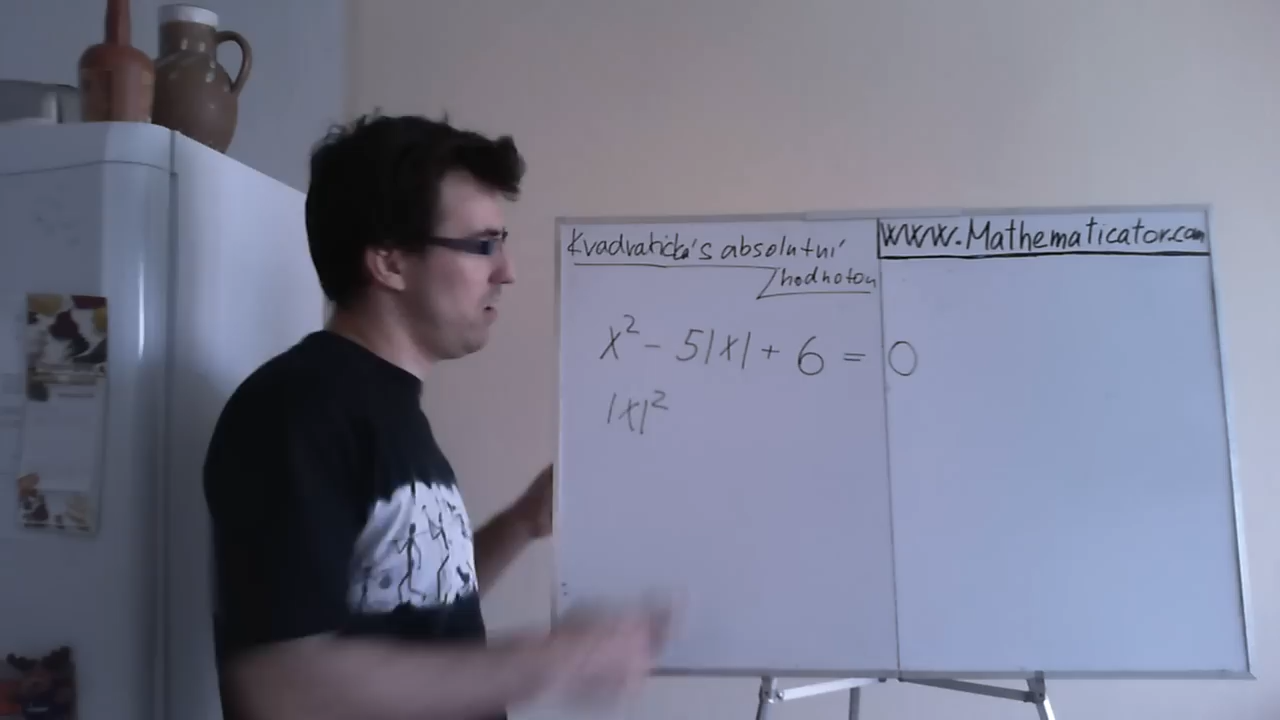 Kvadratická s absolutní
hodnotou
www.Mathematicator.com
x² - 5|x| + 6 = 0
|x|²